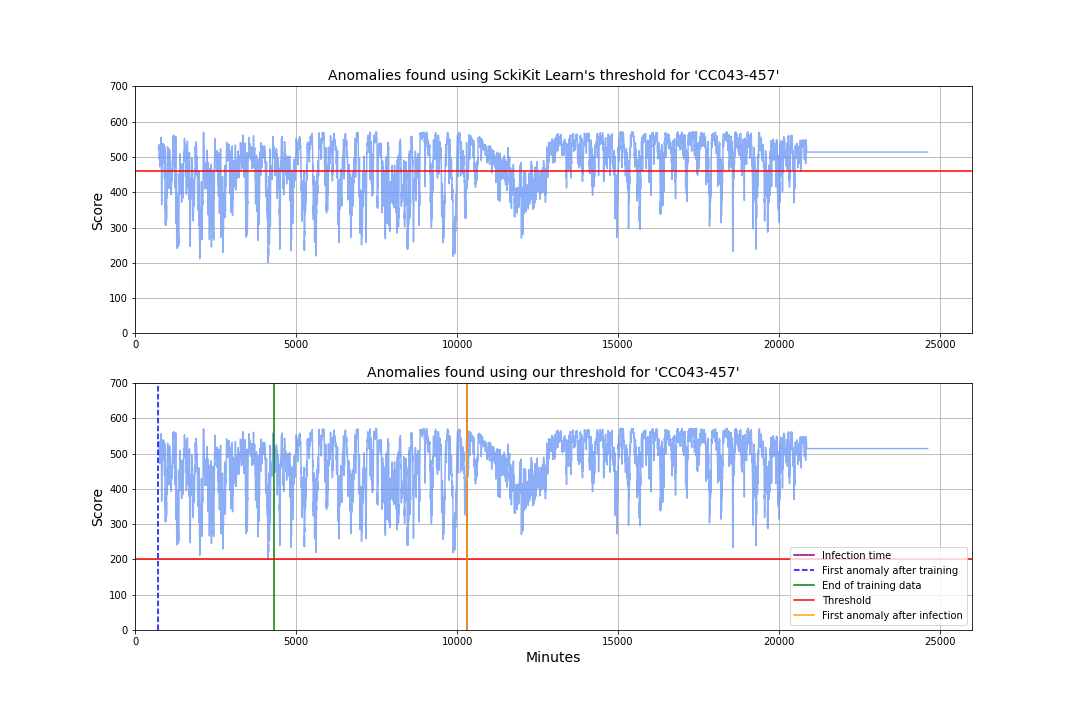 Anomalies found using SckiKit Learn's threshold for 'CC043-457'
700
600
500
400
300
200
100
0
Score
0 5000 10000 15000 20000 25000
Anomalies found using our threshold for 'CC043-457'
700
600
500
400
300
200
100
0
Score
Infection time
First anomaly after training
End of training data
Threshold
First anomaly after infection
0 5000 10000 15000 20000 25000
Minutes